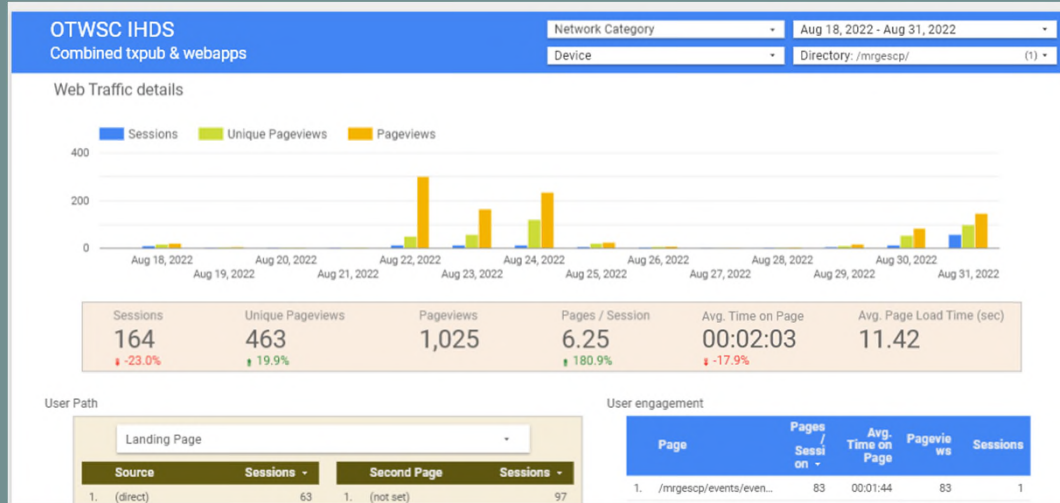 OTWSC IHDS
Combined txpub & webapps
Network Category
Aug 18, 2022 - Aug 31, 2022
Device
Directory: /mrgescp/ (1)
Web Traffic details
Sessions Unique Pageviews Pageviews
400
200
0
Aug 18, 2022 Aug 20, 2022 Aug 22, 2022 Aug 24, 2022 Aug 26, 2022 Aug 28, 2022 Aug 30, 2022
Aug 19, 2022 Aug 21, 2022 Aug 23, 2022 Aug 25, 2022 Aug 27, 2022 Aug 29, 2022 Aug 31, 2022
Sessions Unique Pageviews Pageviews Pages / Session Avg. Time on Page Avg. Page Load Time (sec)
164 463 1,025 6.25 00:02:03 11.42
-23.0% 19.9% 180.9% -17.9%
User Path
Landing Page
Source Sessions Second Page Sessions
1. (direct) 63 1. (not set) 97
User engagement
Page
Pages
/
Sessi
on
Avg.
Time on
Page
Pagevie
ws
Sessions
1. /mrgescp/events/even... 83 00:01:44 83 1